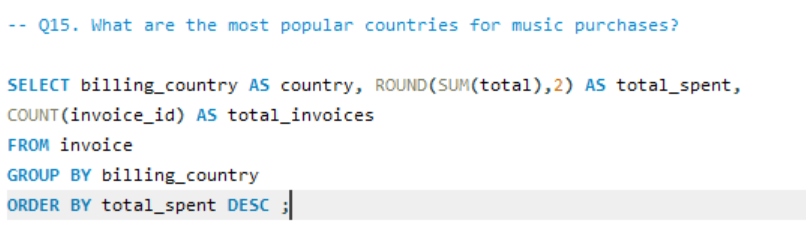 -- Q15. What are the most popular countries for music purchases?
SELECT billing_country AS country, ROUND(SUM(total),2) AS total_spent,
COUNT(invoice_id) AS total_invoices
FROM invoice
GROUP BY billing_country
ORDER BY total_spent DESC ;